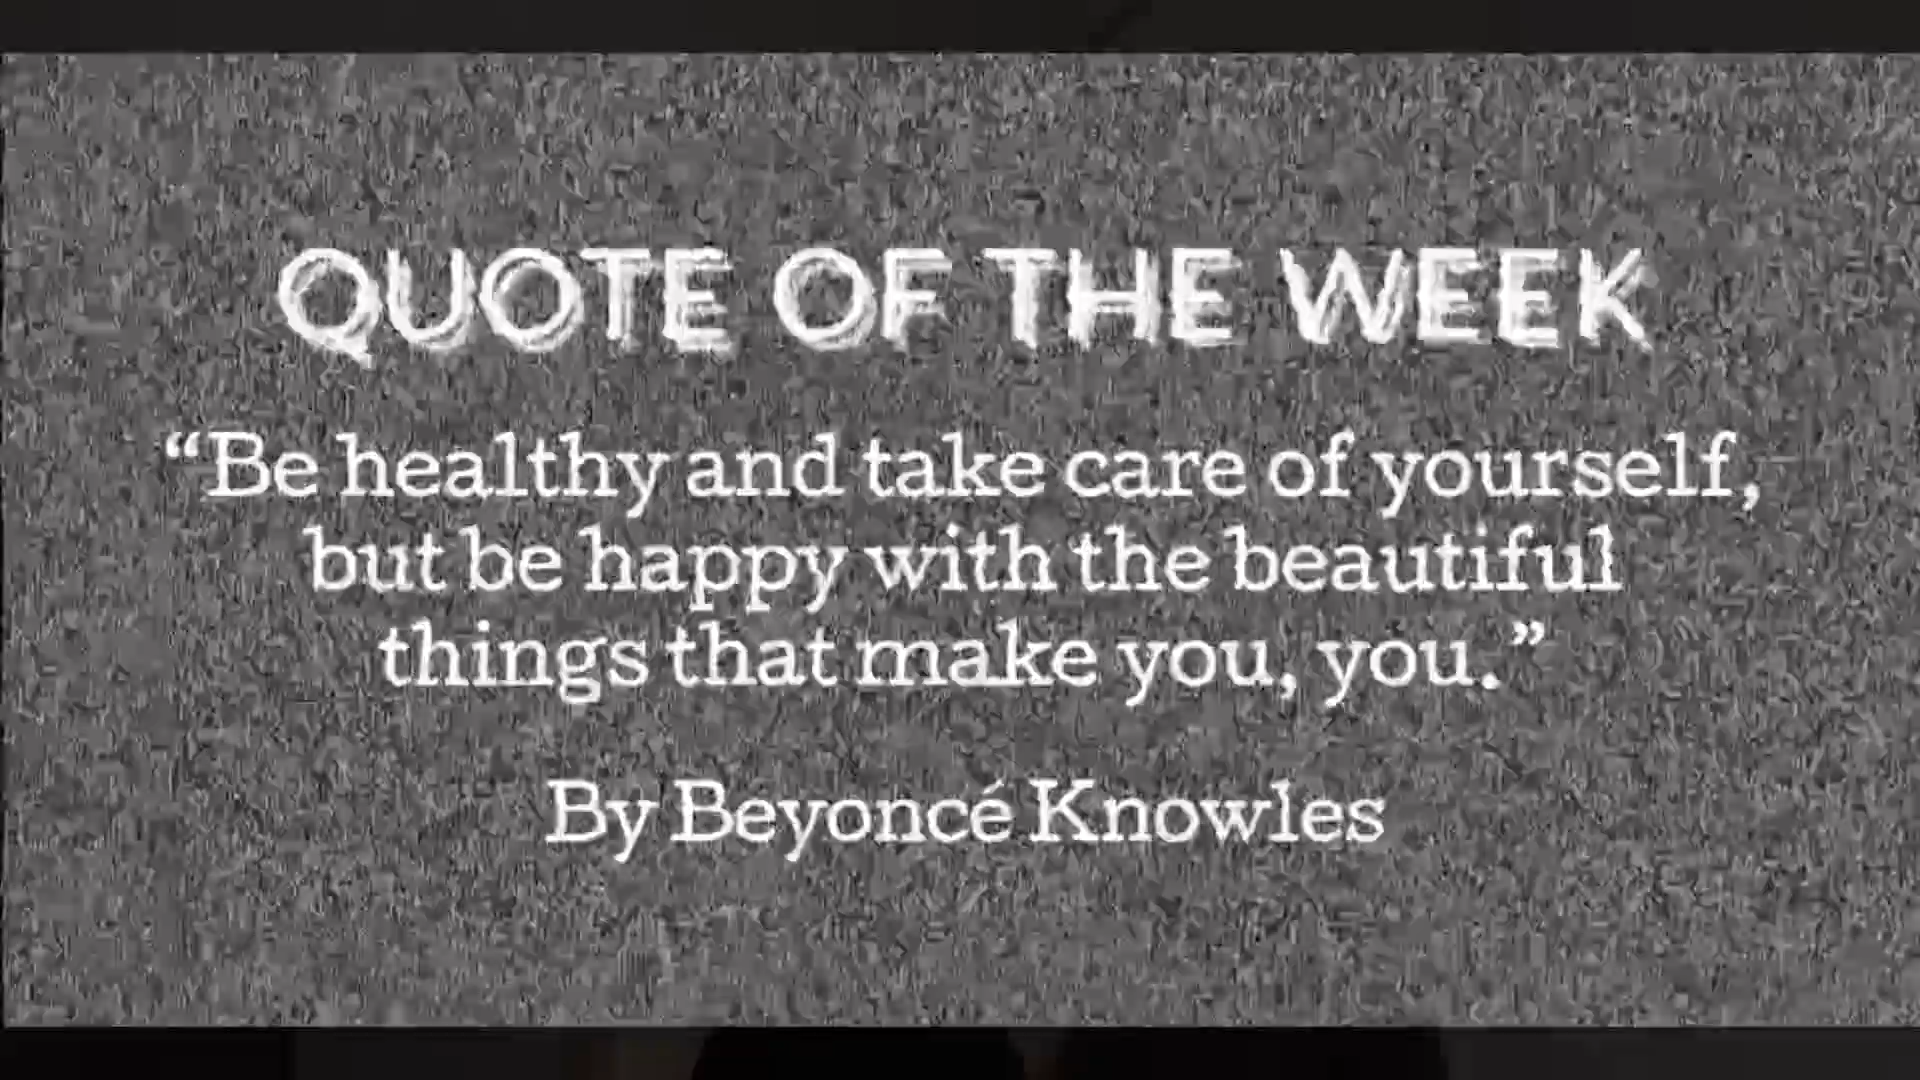 QUOTE OF THE WEEK
“Be healthy and take care of yourself,
but be happy with the beautiful
things that make you, you.”
By Beyoncé Knowles